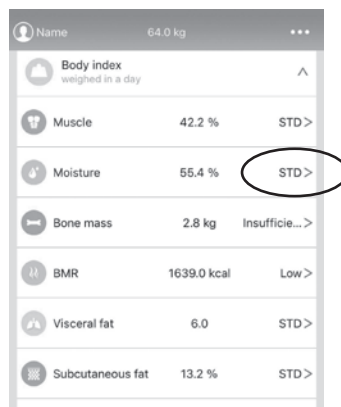 Name 64.0 kg
Body index
weighed in a day
Muscle 42.2 % STD >
Moisture 55.4 % STD >
Bone mass 2.8 kg Insufficie... >
BMR 1639.0 kcal Low >
Visceral fat 6.0 STD >
Subcutaneous fat 13.2 % STD >